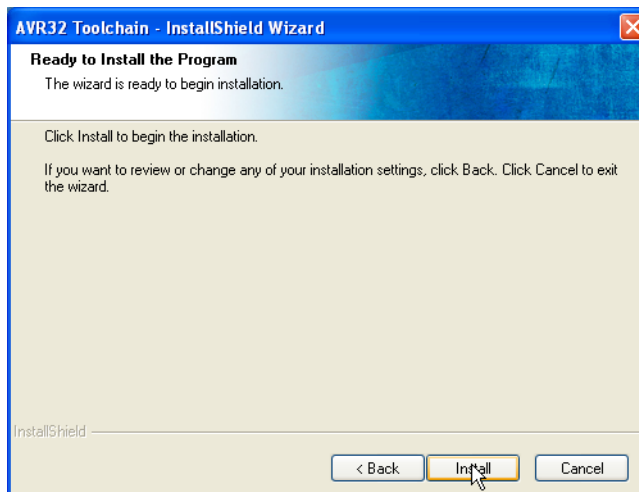 AVR32 Toolchain - InstallShield Wizard
Ready to Install the Program
The wizard is ready to begin installation.
Click Install to begin the installation.
If you want to review or change any of your installation settings, click Back. Click Cancel to exit
the wizard.
InstallShield
< Back Install Cancel